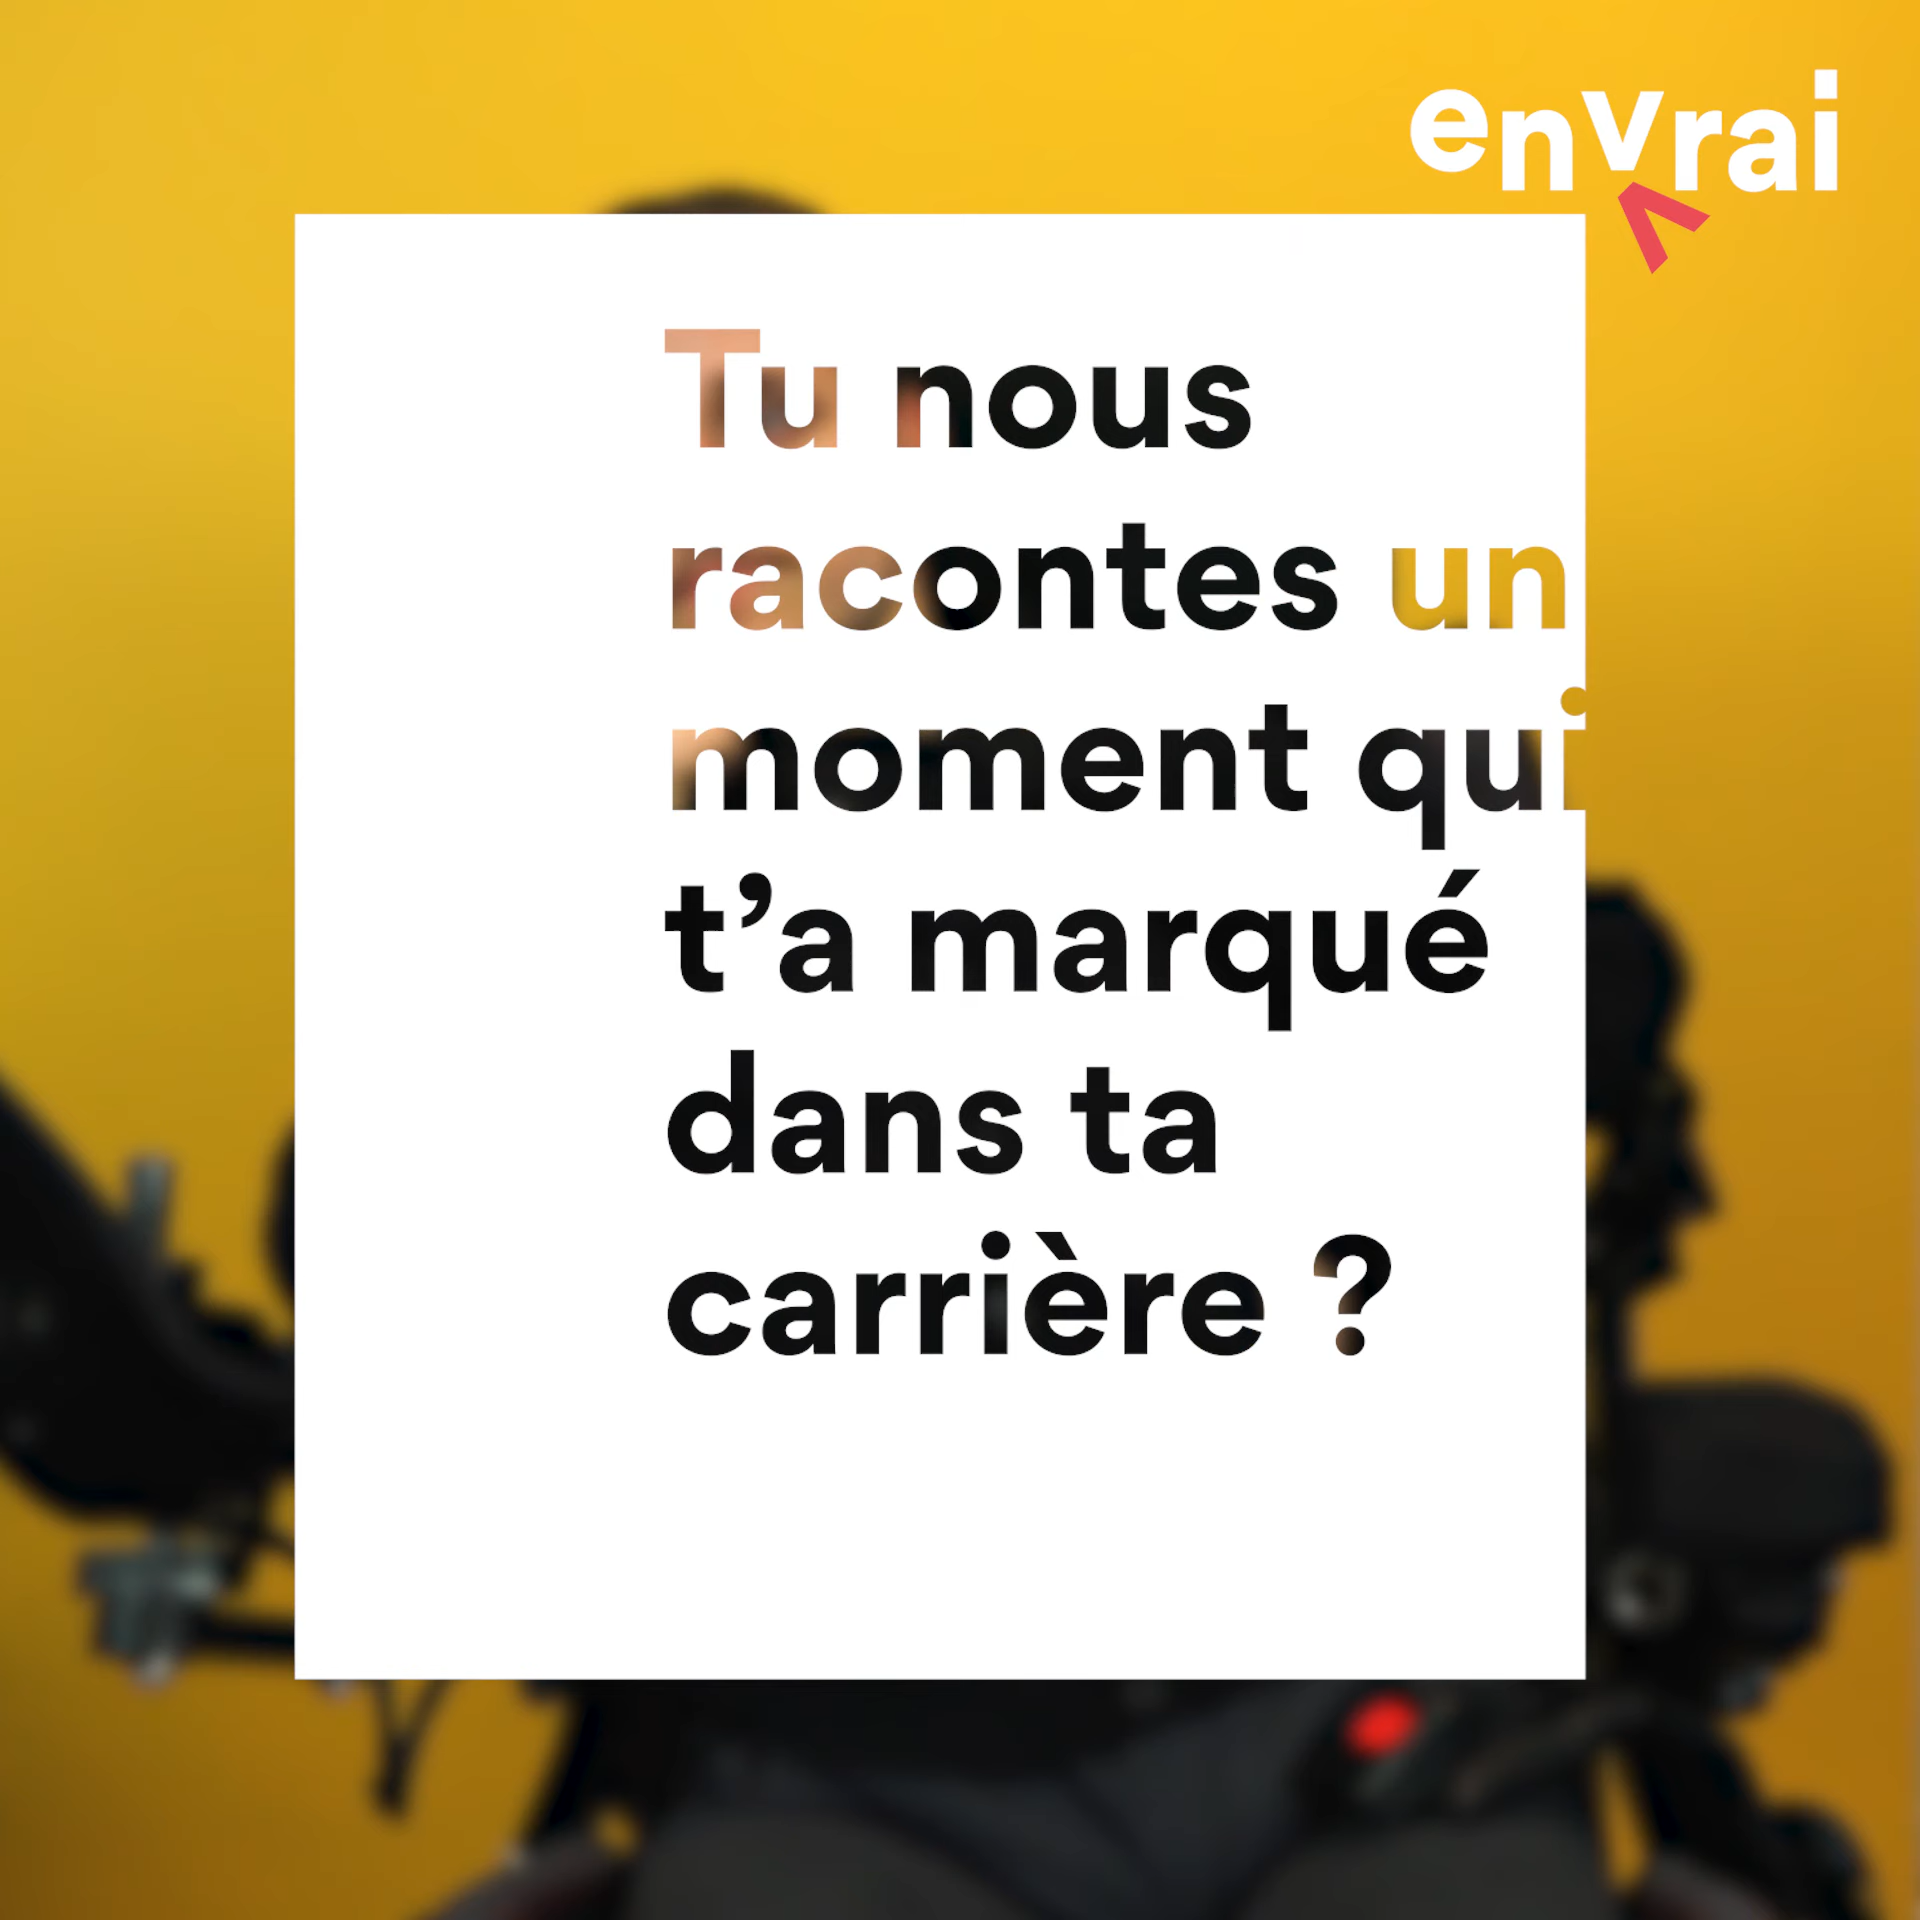 envrai
Tu nous
racontes un
moment qui
t’a marqué
dans ta
carrière ?